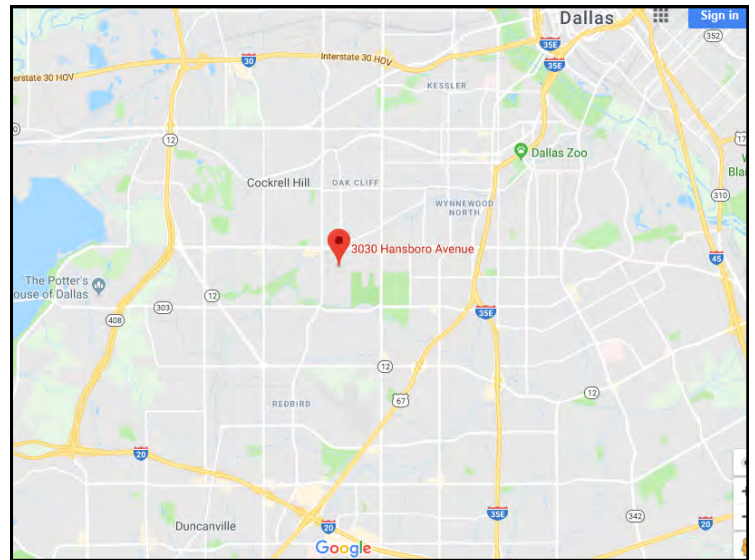 Dallas
Sign in
352
35E
30
Interstate 30 HOV
erstate 30 HOV
35E
KESSLER
12
Dallas Zoo
Cockrell Hill
OAK CLIFF
310
WYNNEWOOD
NORTH
3030 Hansboro Avenue
45
The Potter's
ouse of Dallas
12
303
35E
408
12
12
67
REDBIRD
20
35E
342
20
20
Duncanville
Google